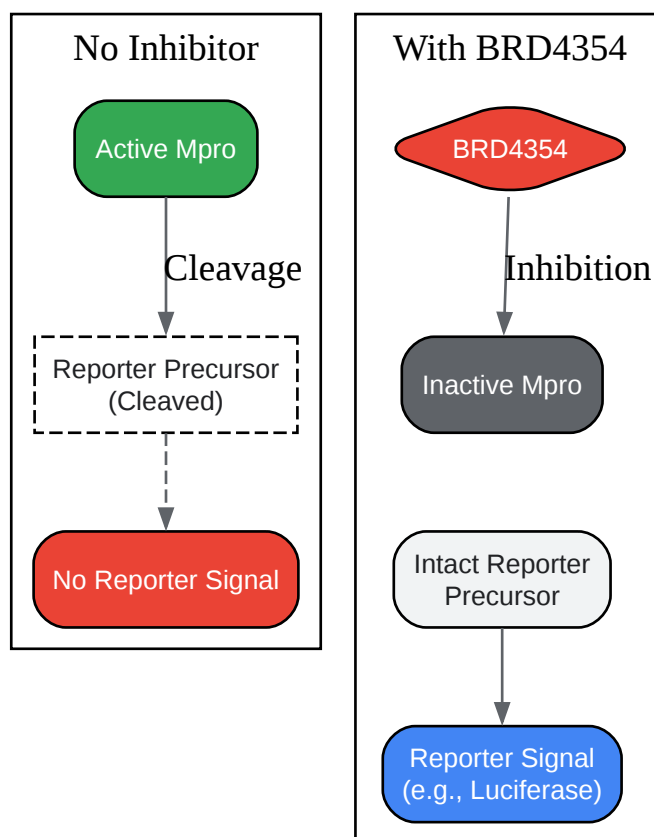 No Inhibitor
Active Mpro
Cleavage
Reporter Precursor
(Cleaved)
No Reporter Signal
With BRD4354
BRD4354
Inhibition
Inactive Mpro
Intact Reporter
Precursor
Reporter Signal
(e.g., Luciferase)